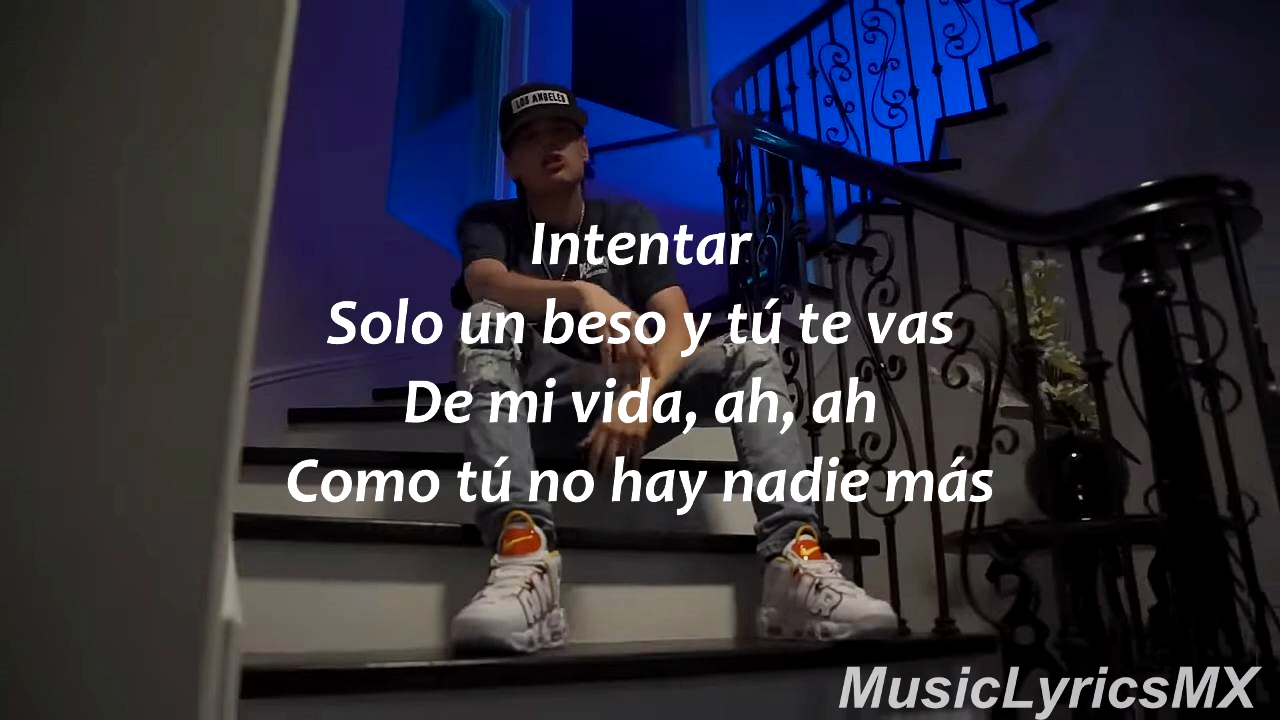 LOS ANGELES
Intentar
Solo un beso y tú te vas
De mi vida, ah, ah
Como tú no hay nadie más
MusicLyricsMX